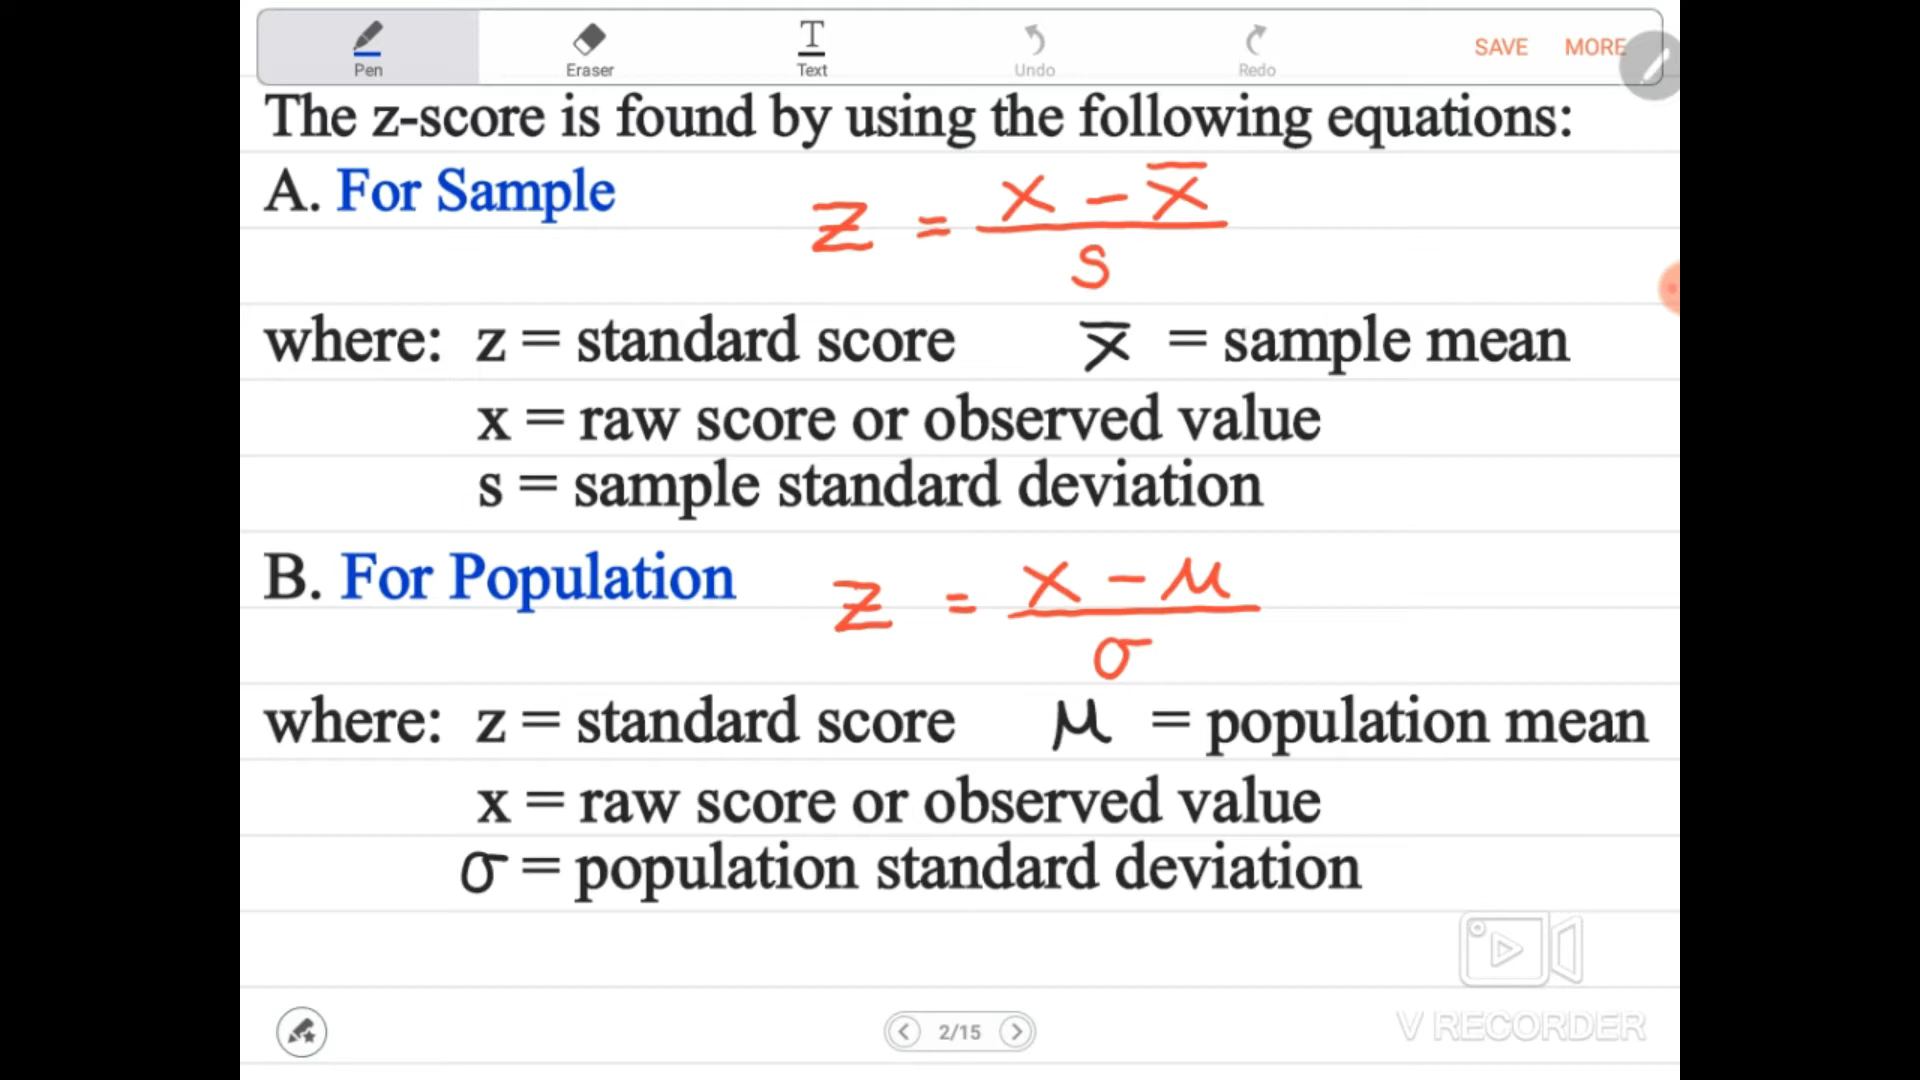 Pen Eraser Text Undo Redo SAVE MORE
The z-score is found by using the following equations:
A. For Sample z = (x - x̅) / s
where: z = standard score x̅ = sample mean
x = raw score or observed value
s = sample standard deviation
B. For Population z = (x - μ) / σ
where: z = standard score μ = population mean
x = raw score or observed value
σ = population standard deviation
2/15
V RECORDER